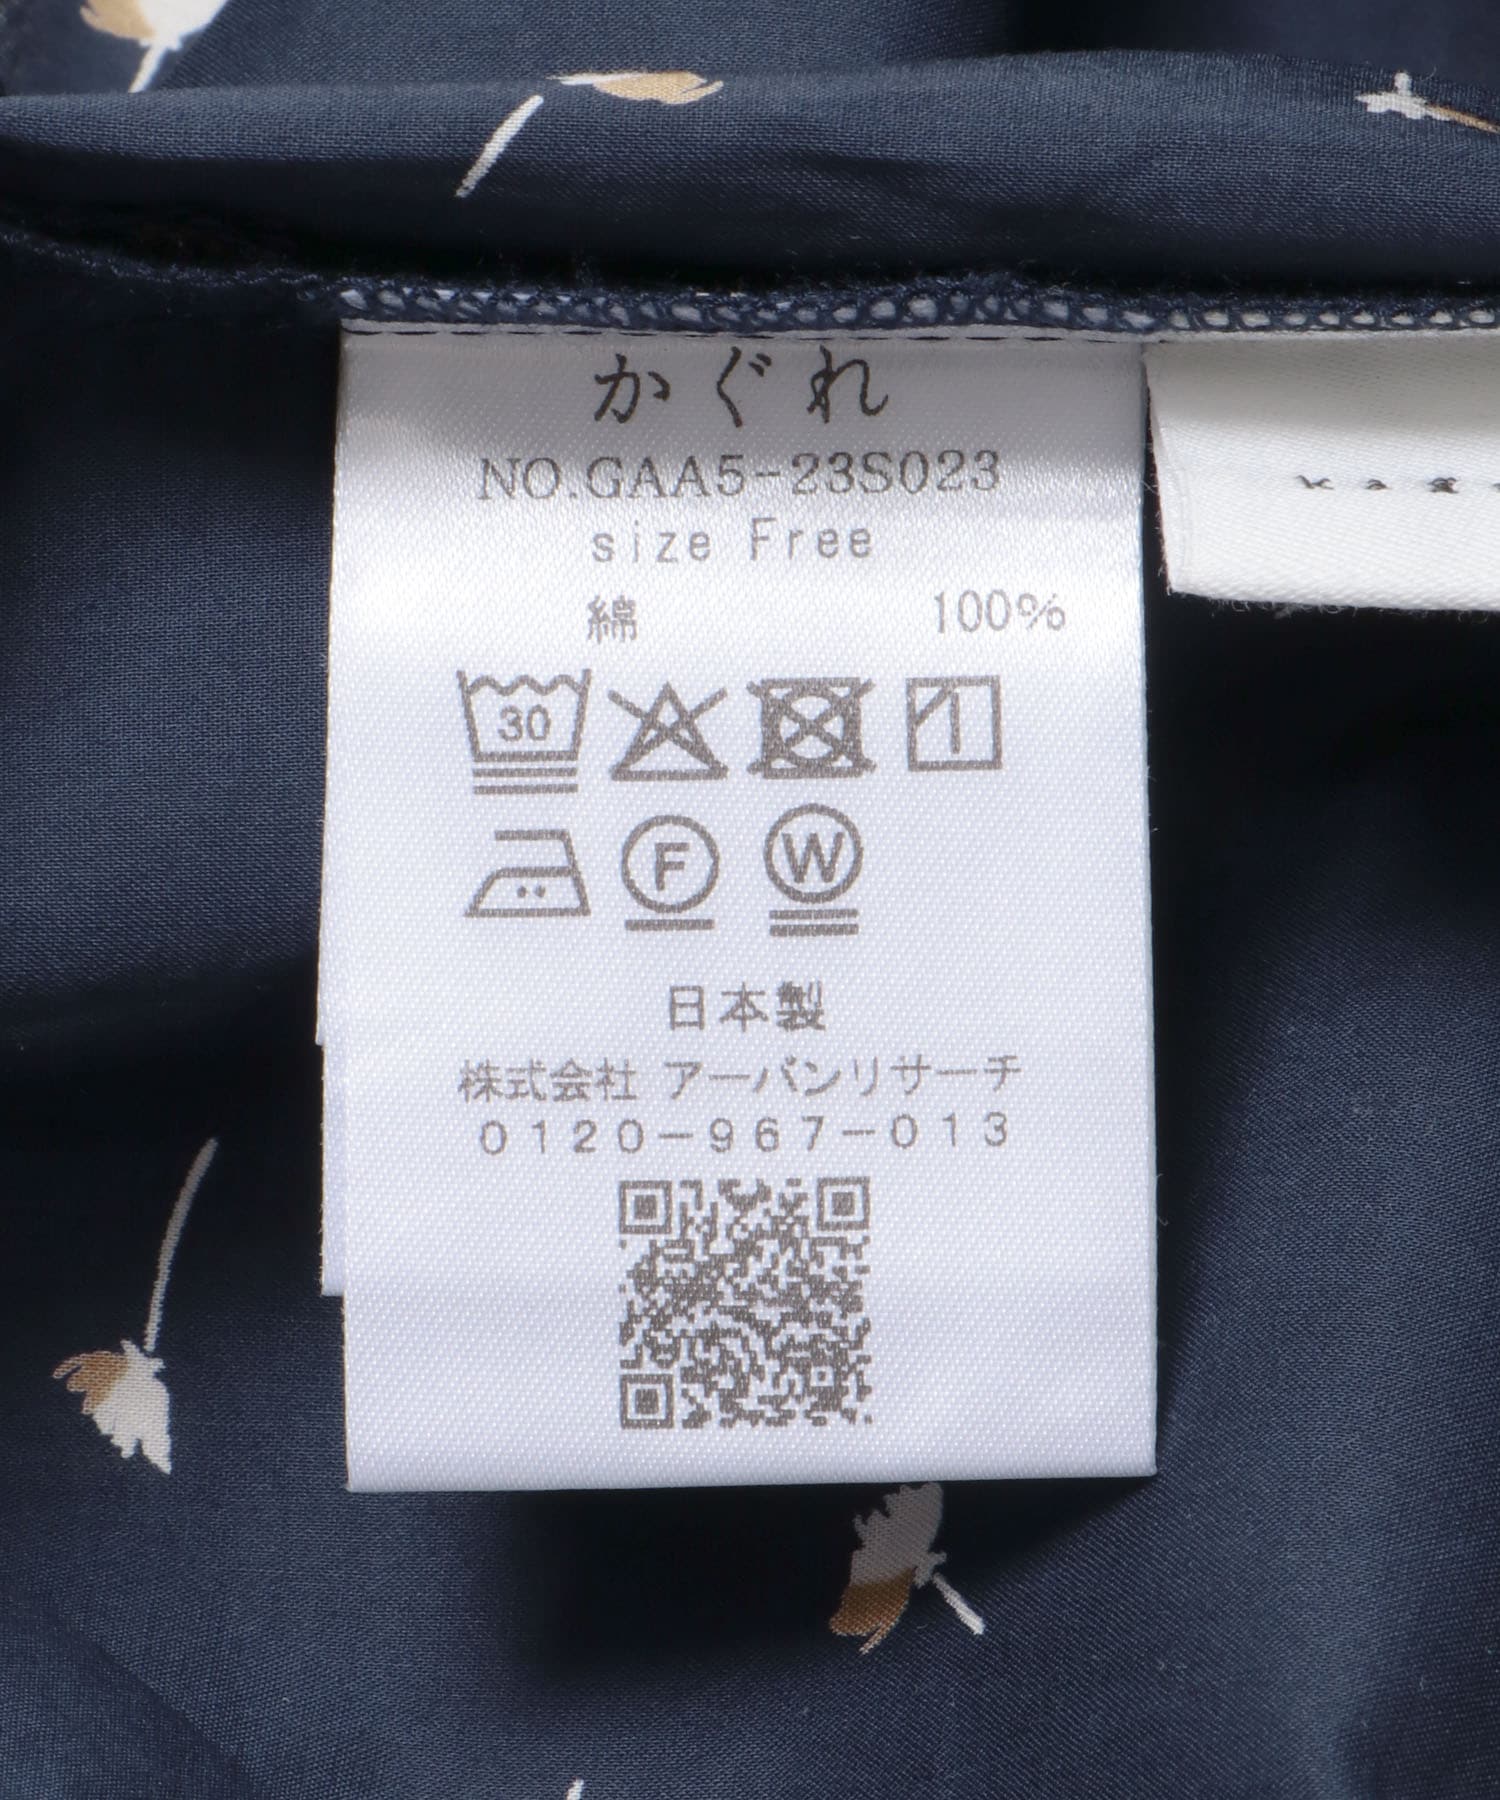 かぐれ
NO.GAA5-23S023
size Free
綿 100%
30
F
W
日本製
株式会社 アーバンリサーチ
0120-967-013